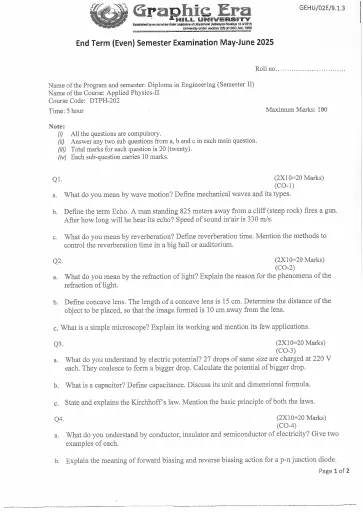 GEHU/02E/9.1.3
Graphic Era
HILL UNIVERSITY
End Term (Even) Semester Examination May-June 2025
Roll no
Name of the Program and semester: Diploma in Engineering (Semester II)
Name of the Course: Applied Physics-II
Course Code: DTPH-202
Time: 3 hour Maximum Marks: 100
Note:
(i) All the questions are compulsory.
(ii) Answer any two sub questions from a, b and c in each main question.
(iii) Total marks for each question is 20 (twenty).
(iv) Each sub-question carries 10 marks.
Q1. (2X10=20 Marks)
(CO-1)
a. What do you mean by wave motion? Define mechanical waves and its types.
b. Define the term Echo. A man standing 825 meters away from a cliff (steep rock) fires a gun.
After how long will he hear its echo? Speed of sound in air is 330 m/s.
c. What do you mean by reverberation? Define reverberation time. Mention the methods to
control the reverberation time in a big hall or auditorium.
Q2. (2X10=20 Marks)
(CO-2)
a. What do you mean by the refraction of light? Explain the reason for the phenomena of the
refraction of light.
b. Define concave lens. The length of a concave lens is 15 cm. Determine the distance of the
object to be placed, so that the image formed is 10 cm away from the lens.
c. What is a simple microscope? Explain its working and mention its few applications.
Q3. (2X10=20 Marks)
(CO-3)
a. What do you understand by electric potential? 27 drops of same size are charged at 220 V
each. They coalesce to form a bigger drop. Calculate the potential of bigger drop.
b. What is a capacitor? Define capacitance. Discuss its unit and dimensional formula.
c. State and explains the Kirchhoff's law. Mention the basic principle of both the laws.
Q4. (2X10=20 Marks)
(CO-4)
a. What do you understand by conductor, insulator and semiconductor of electricity? Give two
examples of each.
b. Explain the meaning of forward biasing and reverse biasing action for a p-n junction diode.
Page 1 of 2